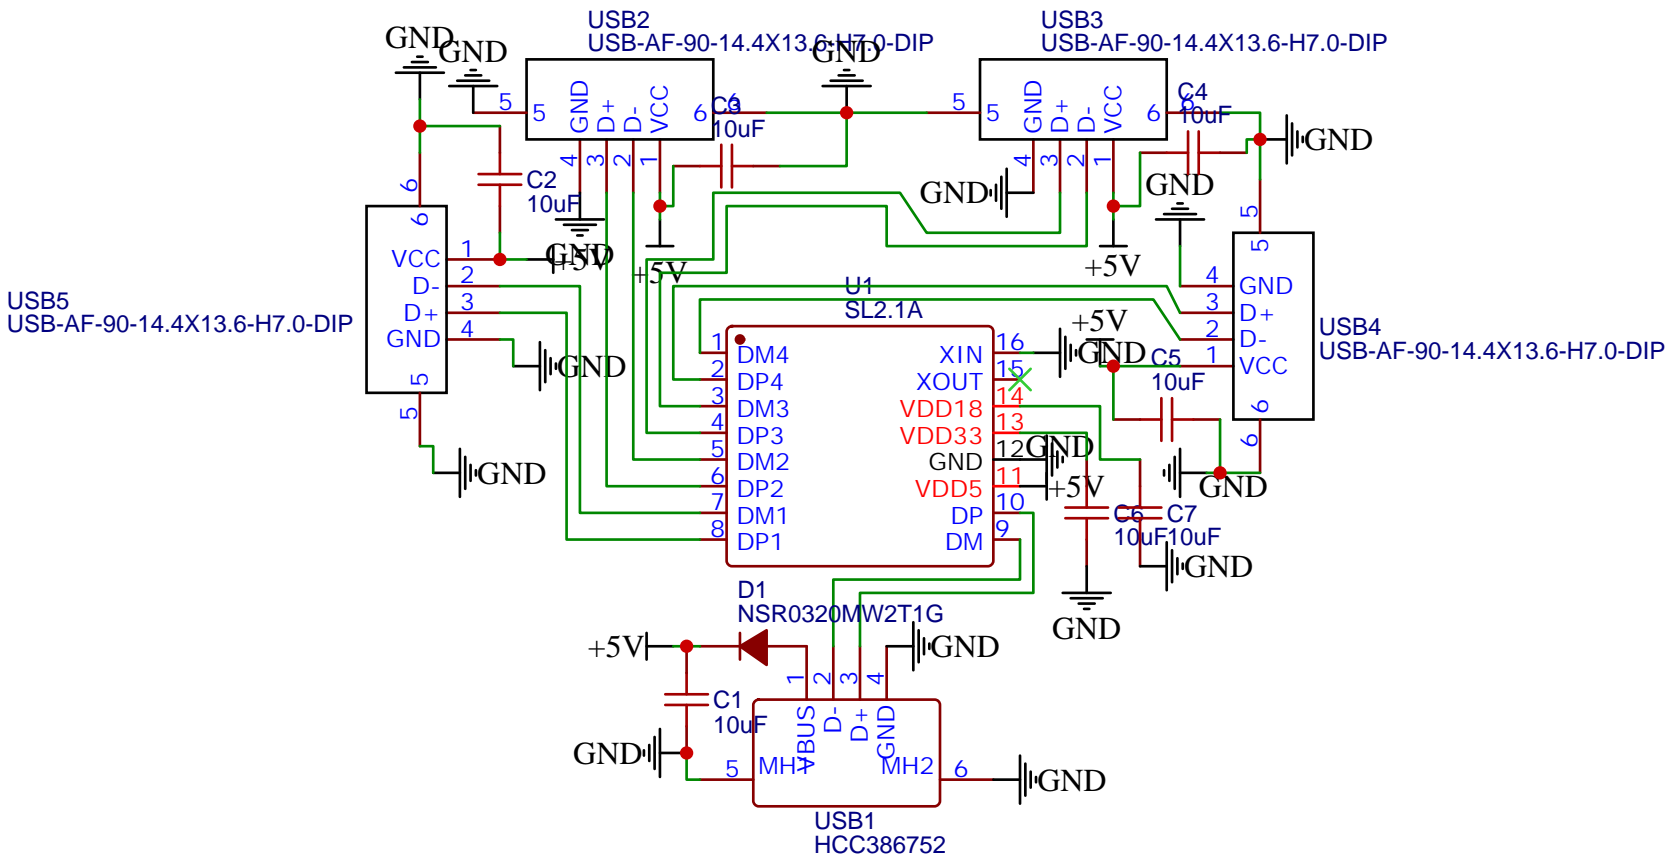 USB2
USB-AF-90-14.4X13.6-H7.0-DIP
USB3
USB-AF-90-14.4X13.6-H7.0-DIP
GND
GND
GND
5
5
GND
D+
D-
VCC
6
6
4
3
2
1
C3
10uF
5
5
GND
D+
D-
VCC
6
6
4
3
2
1
C4
10uF
GND
GND
GND
GND
+5V
+5V
C2
10uF
+5V
6
6
VCC
1
D-
2
D+
3
GND
4
5
5
USB5
USB-AF-90-14.4X13.6-H7.0-DIP
GND
GND
U1
SL2.1A
1
DM4
2
DP4
3
DM3
4
DP3
5
DM2
6
DP2
7
DM1
8
DP1
XIN
16
XOUT
15
VDD18
14
VDD33
13
GND
12
VDD5
11
DP
10
DM
9
GND
GND
+5V
+5V
C5
10uF
5
5
4
GND
3
D+
2
D-
1
VCC
6
6
USB4
USB-AF-90-14.4X13.6-H7.0-DIP
GND
C6
10uF
C7
10uF
GND
GND
D1
NSR0320MW2T1G
+5V
C1
10uF
GND
1
2
3
4
GND
VBUS
D-
D+
GND
5
MH1
MH2
6
GND
USB1
HCC386752